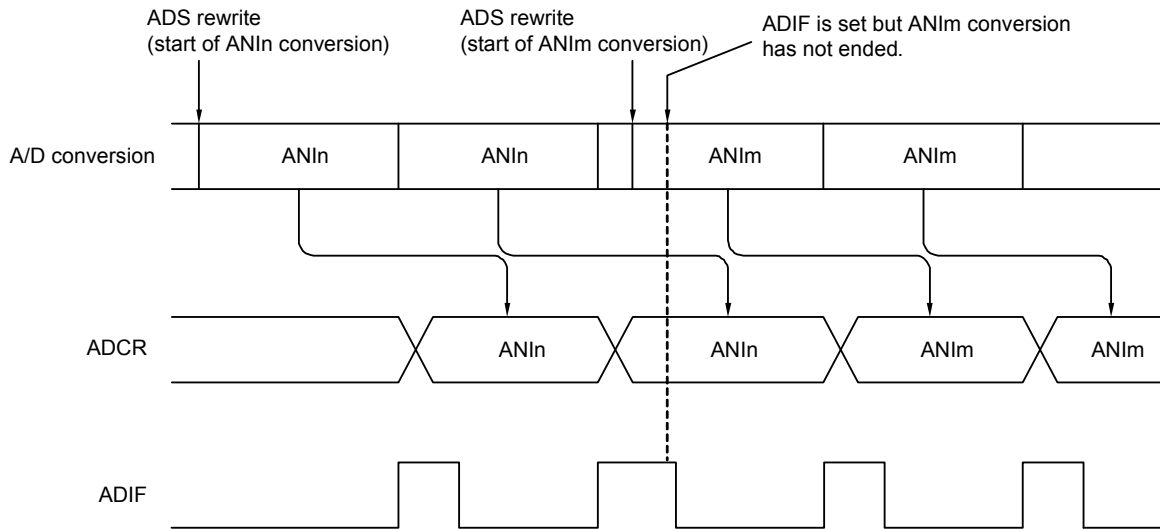 ADS rewrite
(start of ANIn conversion)
ADS rewrite
(start of ANIm conversion)
ADIF is set but ANIm conversion
has not ended.
A/D conversion
ANIn
ANIn
ANIm
ANIm
ADCR
ANIn
ANIn
ANIm
ANIm
ADIF